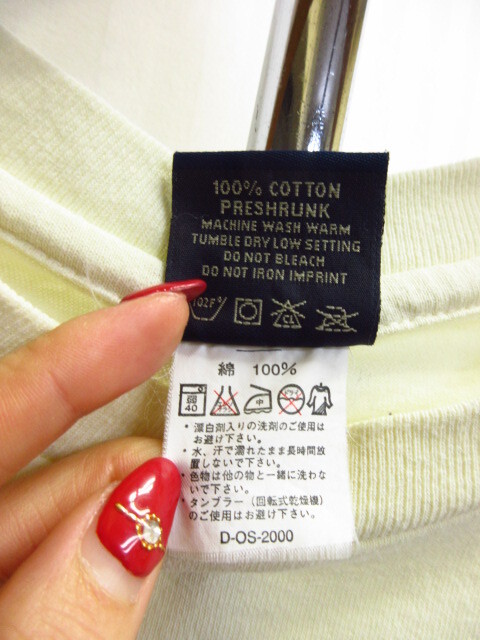 100% COTTON
PRESHRUNK
MACHINE WASH WARM
TUMBLE DRY LOW SETTING
DO NOT BLEACH
DO NOT IRON IMPRINT
102F°
CL
綿 100%
弱
40
中
・漂白剤入りの洗剤のご使用は
お避け下さい。
・水、汗で濡れたまま長時間放
置しないで下さい。
・色物は他の物と一緒に洗わな
いで下さい。
・タンブラー(回転式乾燥機)
のご使用はお避け下さい。
D-OS-2000